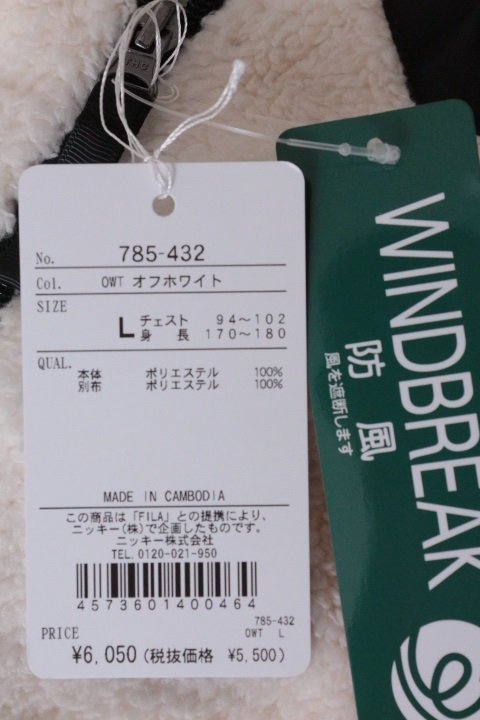 No. 785-432
Col. OWT オフホワイト
SIZE
L チェスト 94〜102
身長 170〜180
QUAL.
本体 ポリエステル 100%
別布 ポリエステル 100%
MADE IN CAMBODIA
この商品は「FILA」との提携により、
ニッキー(株)で企画したものです。
ニッキー株式会社
TEL. 0120-021-950
4573601400464
785-432
OWT L
PRICE
¥6,050 (税抜価格 ¥5,500)
WINDBREAK
防風
風を遮断します